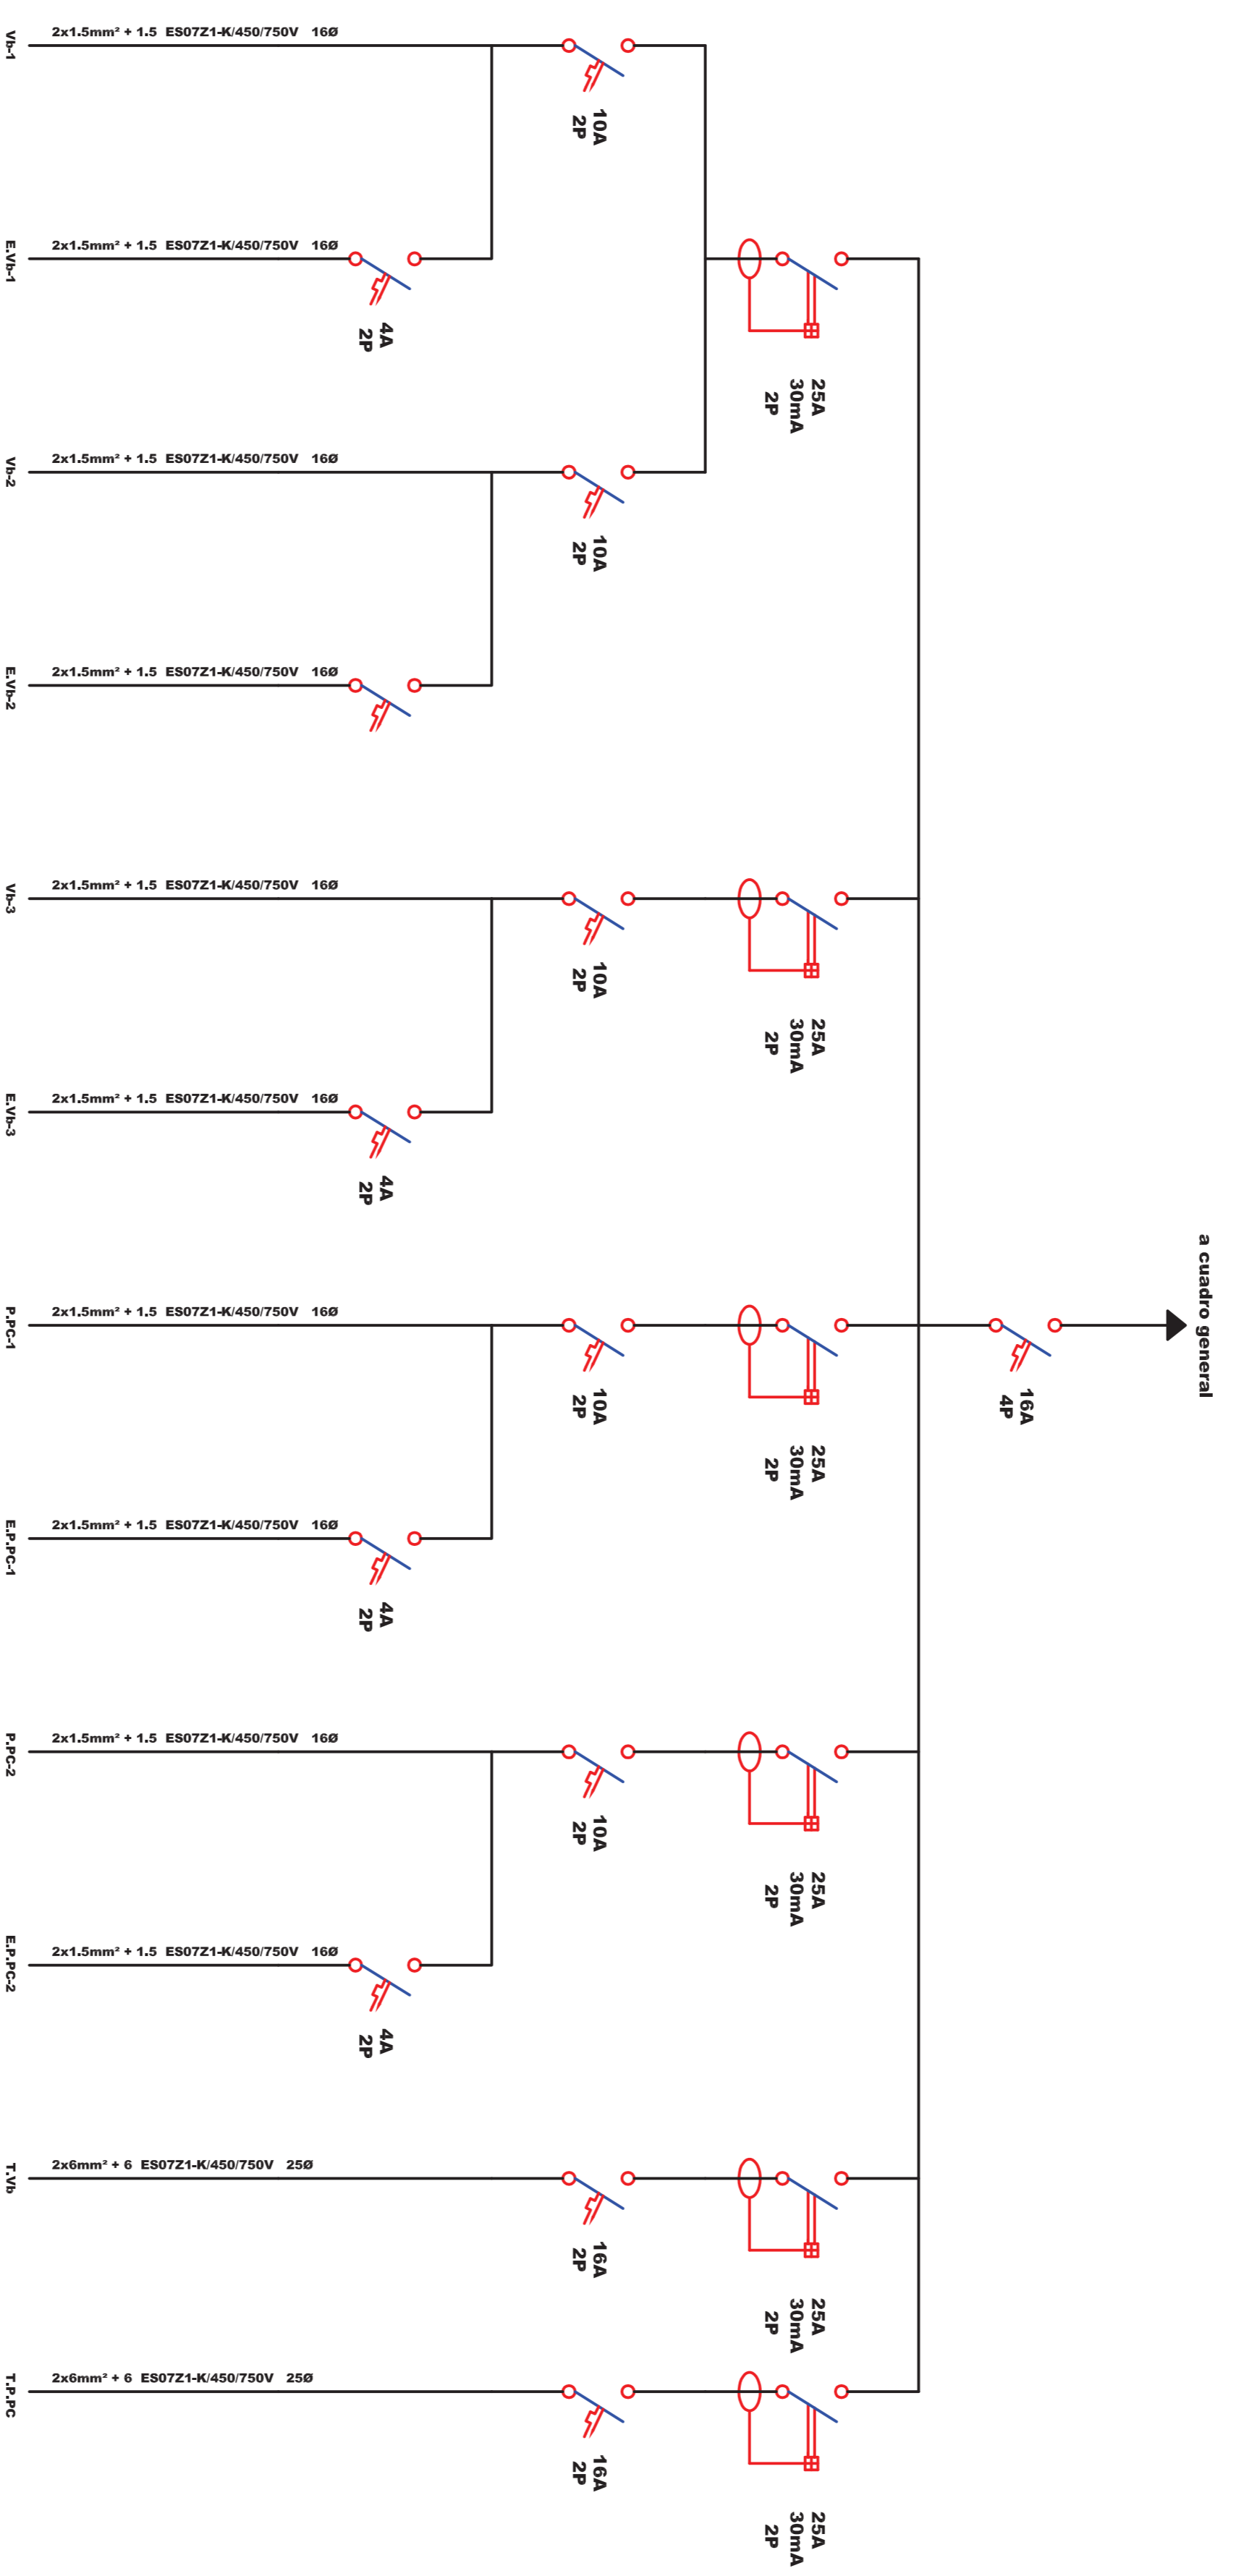 a cuadro general
16A
4P
25A
30mA
2P
25A
30mA
2P
25A
30mA
2P
25A
30mA
2P
25A
30mA
2P
25A
30mA
2P
10A
2P
10A
2P
10A
2P
10A
2P
10A
2P
16A
2P
16A
2P
4A
2P
4A
2P
4A
2P
4A
2P
2x1.5mm² + 1.5 ES07Z1-K/450/750V 16Ø
2x1.5mm² + 1.5 ES07Z1-K/450/750V 16Ø
2x1.5mm² + 1.5 ES07Z1-K/450/750V 16Ø
2x1.5mm² + 1.5 ES07Z1-K/450/750V 16Ø
2x1.5mm² + 1.5 ES07Z1-K/450/750V 16Ø
2x1.5mm² + 1.5 ES07Z1-K/450/750V 16Ø
2x1.5mm² + 1.5 ES07Z1-K/450/750V 16Ø
2x1.5mm² + 1.5 ES07Z1-K/450/750V 16Ø
2x1.5mm² + 1.5 ES07Z1-K/450/750V 16Ø
2x1.5mm² + 1.5 ES07Z1-K/450/750V 16Ø
2x6mm² + 6 ES07Z1-K/450/750V 25Ø
2x6mm² + 6 ES07Z1-K/450/750V 25Ø
Vb-1
E.Vb-1
Vb-2
E.Vb-2
Vb-3
E.Vb-3
P.PC-1
E.P.PC-1
P.PC-2
E.P.PC-2
T.Vb
T.P.PC